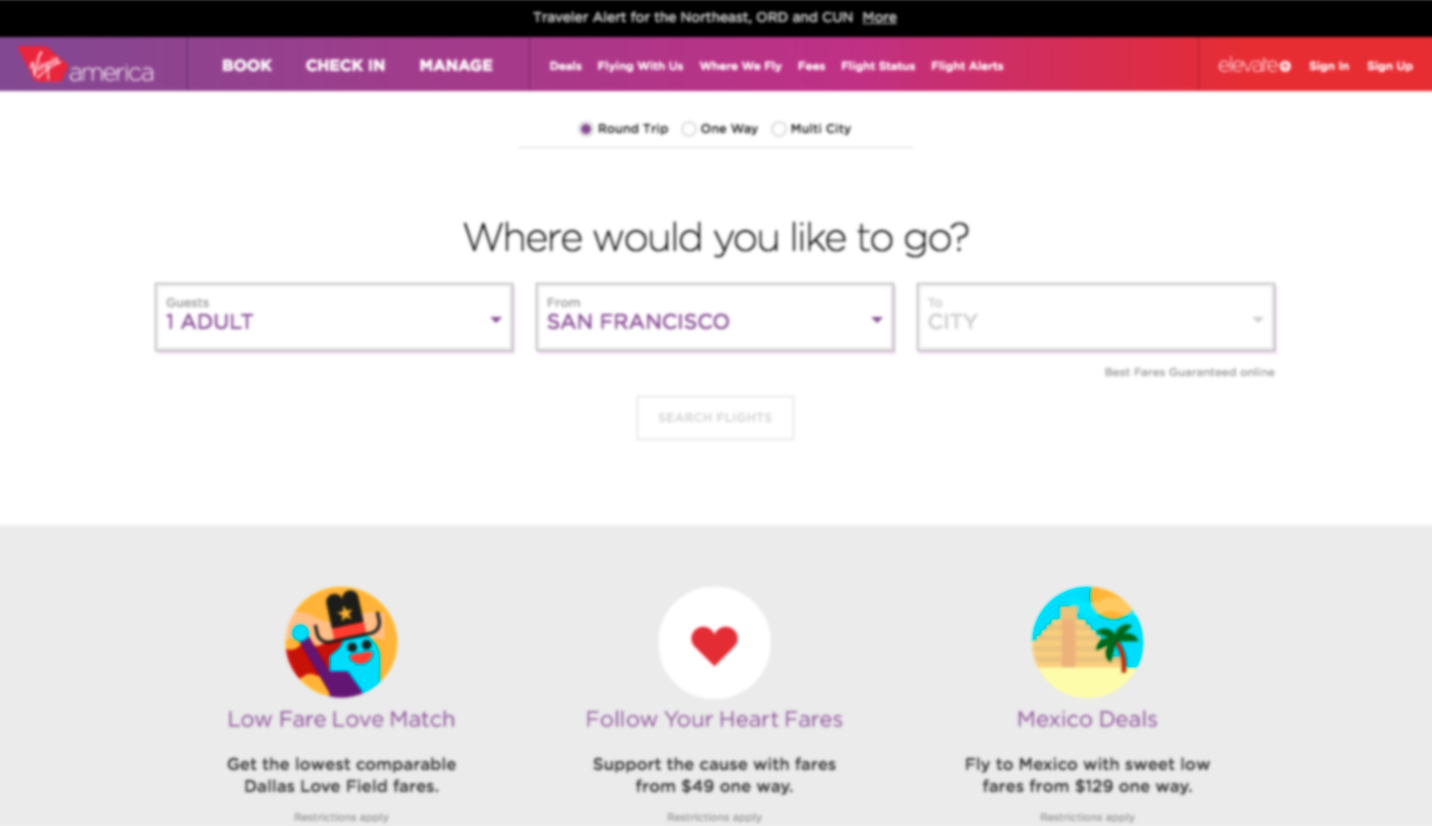 Traveler Alert for the Northeast, ORD and CUN More
Virgin america
BOOK CHECK IN MANAGE Deals Flying With Us Where We Fly Fees Flight Status Flight Alerts elevate Sign In Sign Up
Round Trip One Way Multi City
Where would you like to go?
Guests
1 ADULT
From
SAN FRANCISCO
To
CITY
Best Fares Guaranteed online
SEARCH FLIGHTS
Low Fare Love Match
Get the lowest comparable
Dallas Love Field fares.
Restrictions apply
Follow Your Heart Fares
Support the cause with fares
from $49 one way.
Restrictions apply
Mexico Deals
Fly to Mexico with sweet low
fares from $129 one way.
Restrictions apply